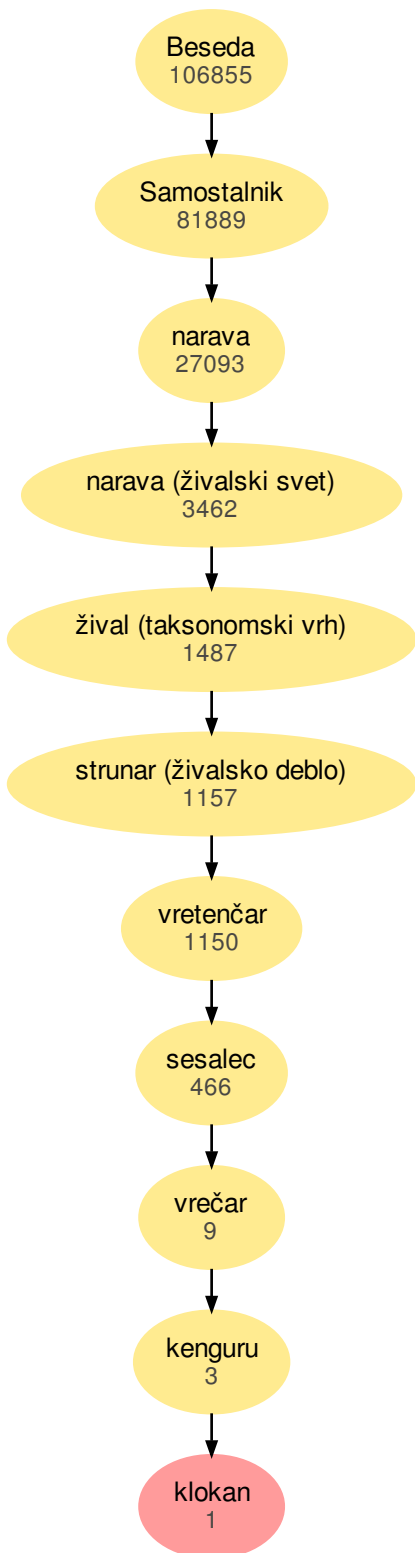 Beseda
106855
Samostalnik
81889
narava
27093
narava (živalski svet)
3462
žival (taksonomski vrh)
1487
strunar (živalsko deblo)
1157
vretenčar
1150
sesalec
466
vrečar
9
kenguru
3
klokan
1